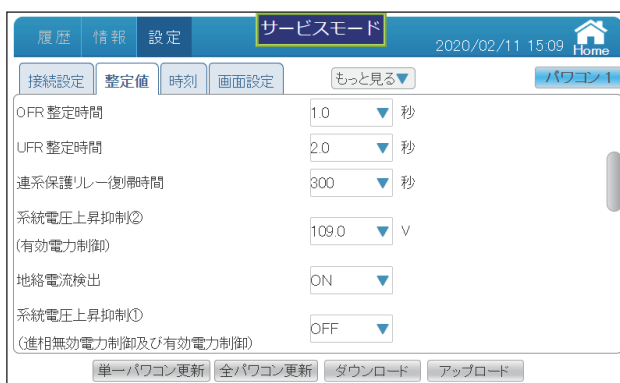 サービスモード
履歴 情報 設定
2020/02/11 15:09 Home
接続設定 整定値 時刻 画面設定 もっと見る▼ パワコン 1
OFR 整定時間 1.0 ▼ 秒
UFR 整定時間 2.0 ▼ 秒
連系保護リレー復帰時間 300 ▼ 秒
系統電圧上昇抑制②
(有効電力制御) 109.0 ▼ V
地絡電流検出 ON ▼
系統電圧上昇抑制①
(進相無効電力制御及び有効電力制御) OFF ▼
単一パワコン更新 全パワコン更新 ダウンロード アップロード